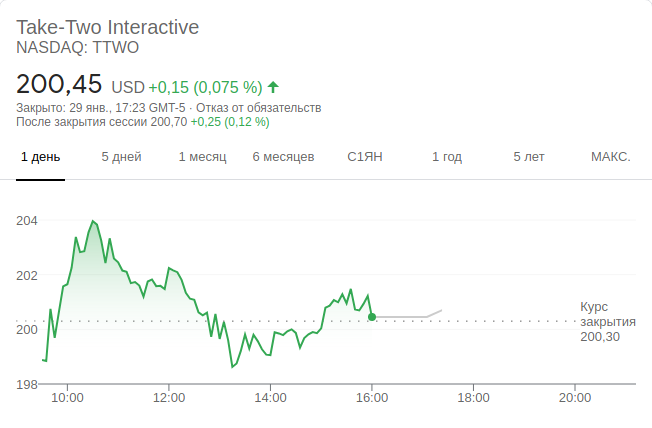 Take-Two Interactive
NASDAQ: TTWO
200,45 USD +0,15 (0,075 %)
Закрыто: 29 янв., 17:23 GMT-5 · Отказ от обязательств
После закрытия сессии 200,70 +0,25 (0,12 %)
1 день 5 дней 1 месяц 6 месяцев С1ЯН 1 год 5 лет МАКС.
204
202
200
198
Курс
закрытия
200,30
10:00 12:00 14:00 16:00 18:00 20:00